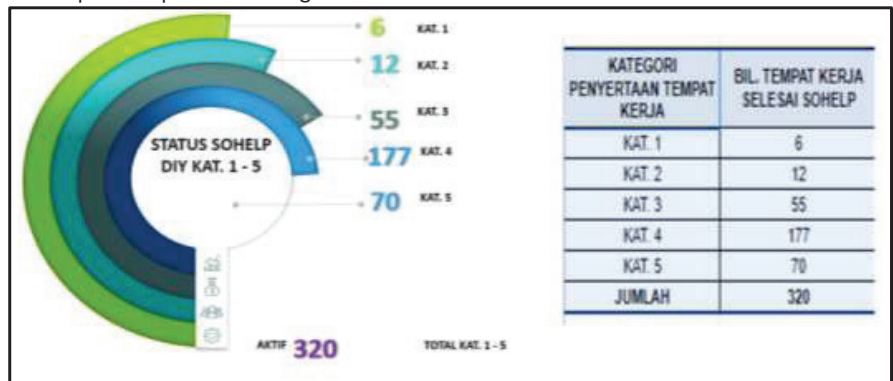 6 KAT. 1
12 KAT. 2
55 KAT. 3
177 KAT. 4
70 KAT. 5
STATUS SOHELP
DIY KAT. 1 - 5
AKTIF 320 TOTAL KAT. 1 - 5
KATEGORI PENYERTAAN TEMPAT KERJA BIL. TEMPAT KERJA SELESAI SOHELP
KAT. 1 6
KAT. 2 12
KAT. 3 55
KAT. 4 177
KAT. 5 70
JUMLAH 320